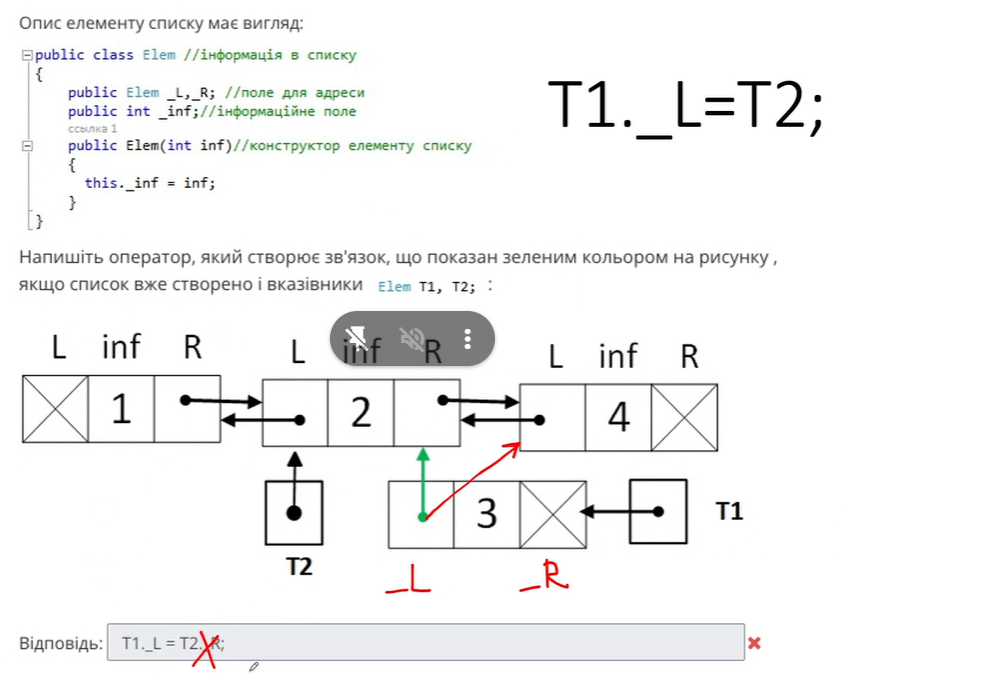 Опис елементу списку має вигляд:
public class Elem //інформація в списку
{
public Elem _L,_R; //поле для адреси
public int _inf;//інформаційне поле
ссылка 1
public Elem(int inf)//конструктор елементу списку
{
this._inf = inf;
}
}
T1._L=T2;
Напишіть оператор, який створює зв'язок, що показан зеленим кольором на рисунку ,
якщо список вже створено і вказівники Elem T1, T2; :
L inf R L inf R L inf R
1 2 4
3 T1
T2
_L _R
Відповідь: T1._L = T2._R;